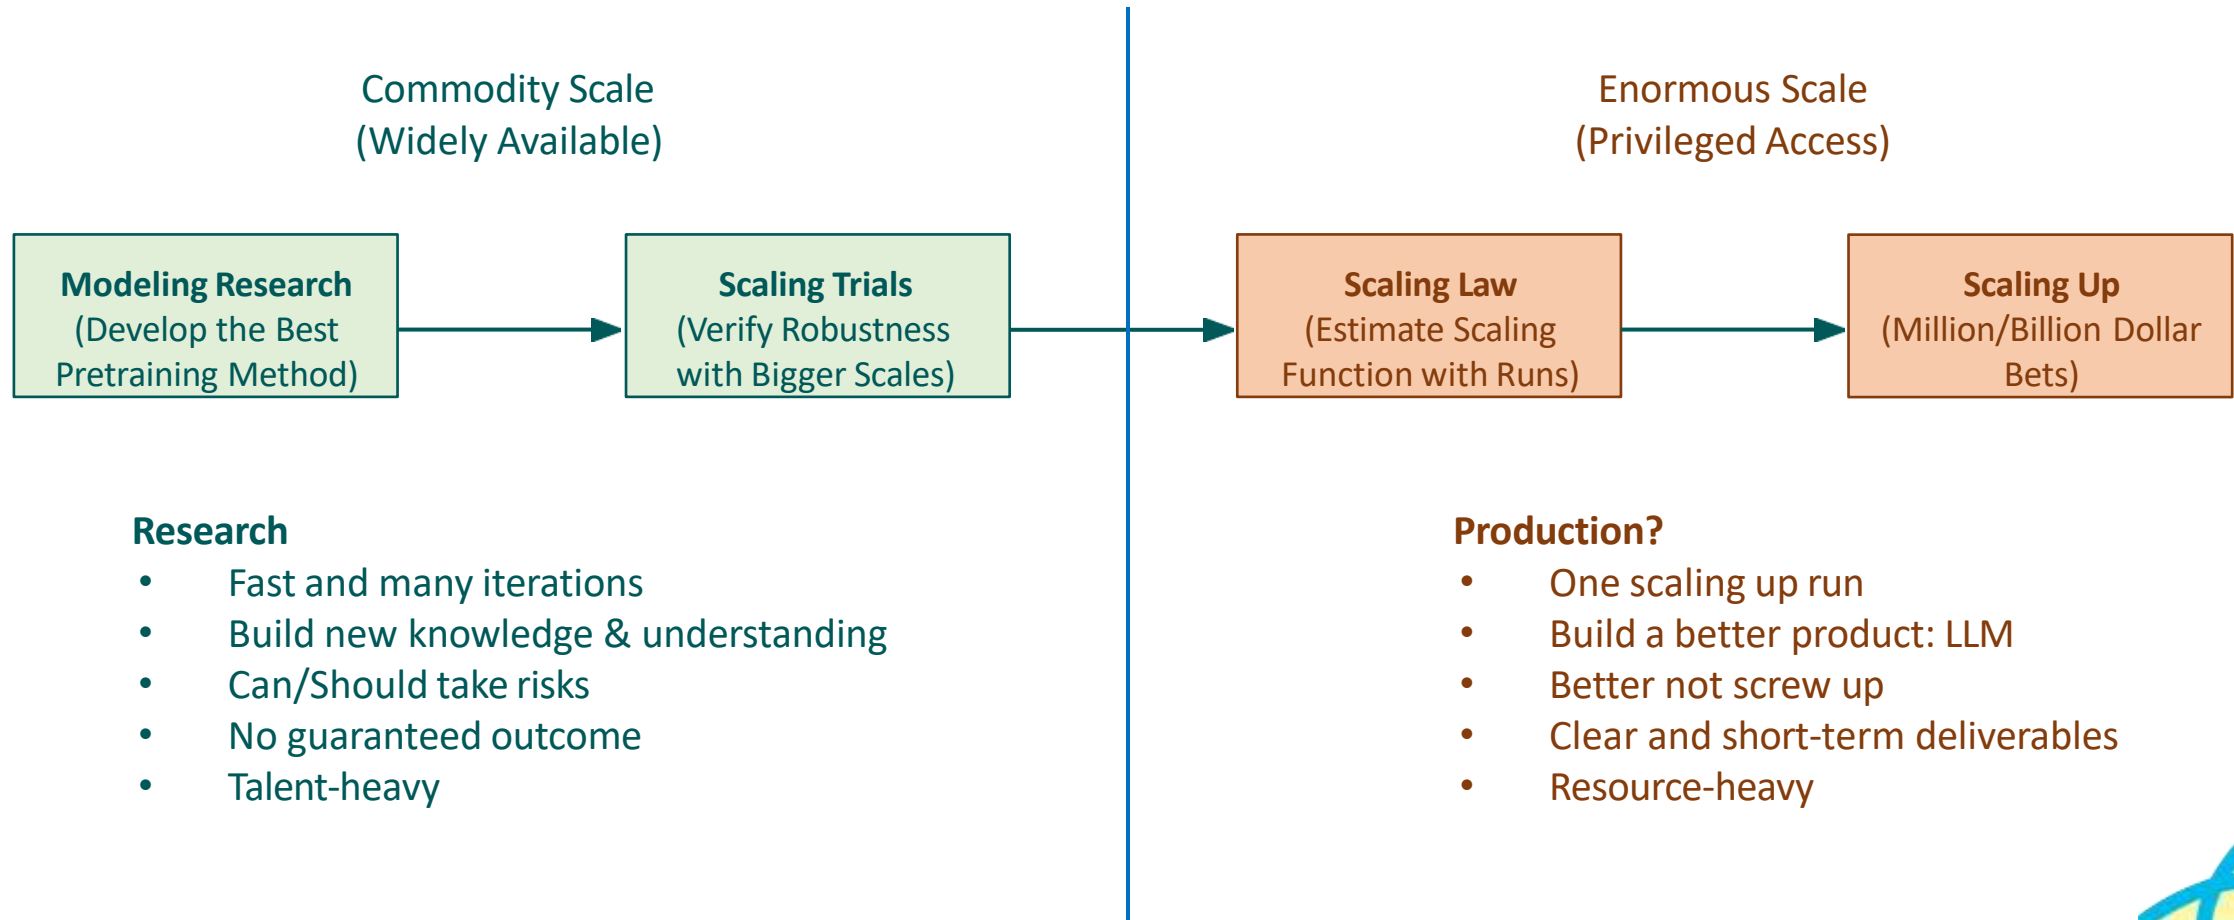 Commodity Scale
(Widely Available)
Enormous Scale
(Privileged Access)
Modeling Research
(Develop the Best
Pretraining Method)
Scaling Trials
(Verify Robustness
with Bigger Scales)
Scaling Law
(Estimate Scaling
Function with Runs)
Scaling Up
(Million/Billion Dollar
Bets)
Research
• Fast and many iterations
• Build new knowledge & understanding
• Can/Should take risks
• No guaranteed outcome
• Talent-heavy
Production?
• One scaling up run
• Build a better product: LLM
• Better not screw up
• Clear and short-term deliverables
• Resource-heavy